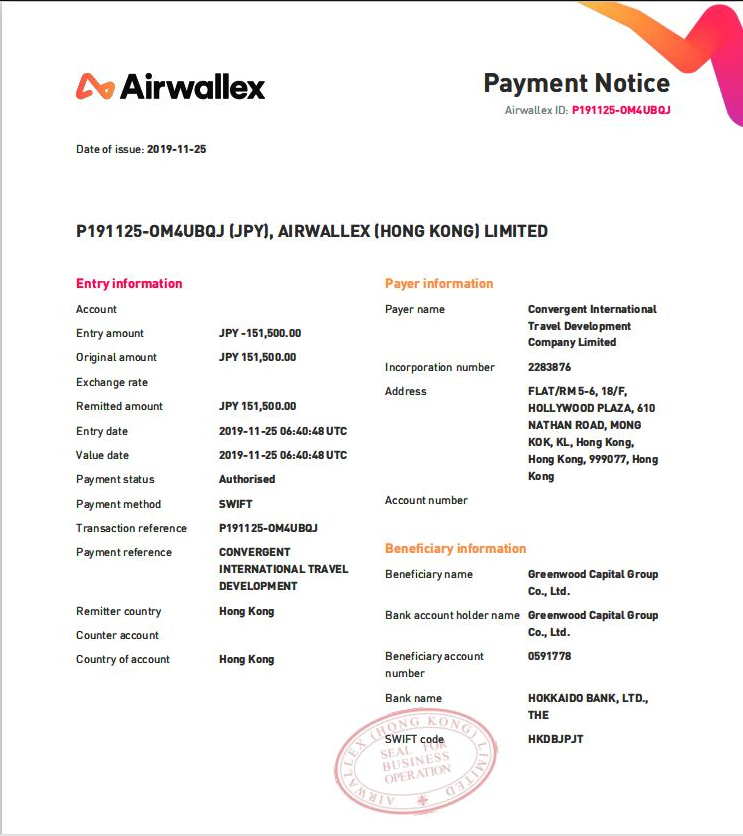 Airwallex
Payment Notice
Airwallex ID: P191125-OM4UBQJ
Date of issue: 2019-11-25
P191125-OM4UBQJ (JPY), AIRWALLEX (HONG KONG) LIMITED
Entry information
Account
Entry amount JPY -151,500.00
Original amount JPY 151,500.00
Exchange rate
Remitted amount JPY 151,500.00
Entry date 2019-11-25 06:40:48 UTC
Value date 2019-11-25 06:40:48 UTC
Payment status Authorised
Payment method SWIFT
Transaction reference P191125-OM4UBQJ
Payment reference CONVERGENT
INTERNATIONAL TRAVEL
DEVELOPMENT
Remitter country Hong Kong
Counter account
Country of account Hong Kong
Payer information
Payer name Convergent International
Travel Development
Company Limited
Incorporation number 2283876
Address FLAT/RM 5-6, 18/F,
HOLLYWOOD PLAZA, 610
NATHAN ROAD, MONG
KOK, KL, Hong Kong,
Hong Kong, 999077, Hong
Kong
Account number
Beneficiary information
Beneficiary name Greenwood Capital Group
Co., Ltd.
Bank account holder name Greenwood Capital Group
Co., Ltd.
Beneficiary account 0591778
number
Bank name HOKKAIDO BANK, LTD.,
THE
SWIFT code HKDBJPJT
AIRWALLEX (HONG KONG) LIMITED
SEAL FOR
BUSINESS
OPERATION